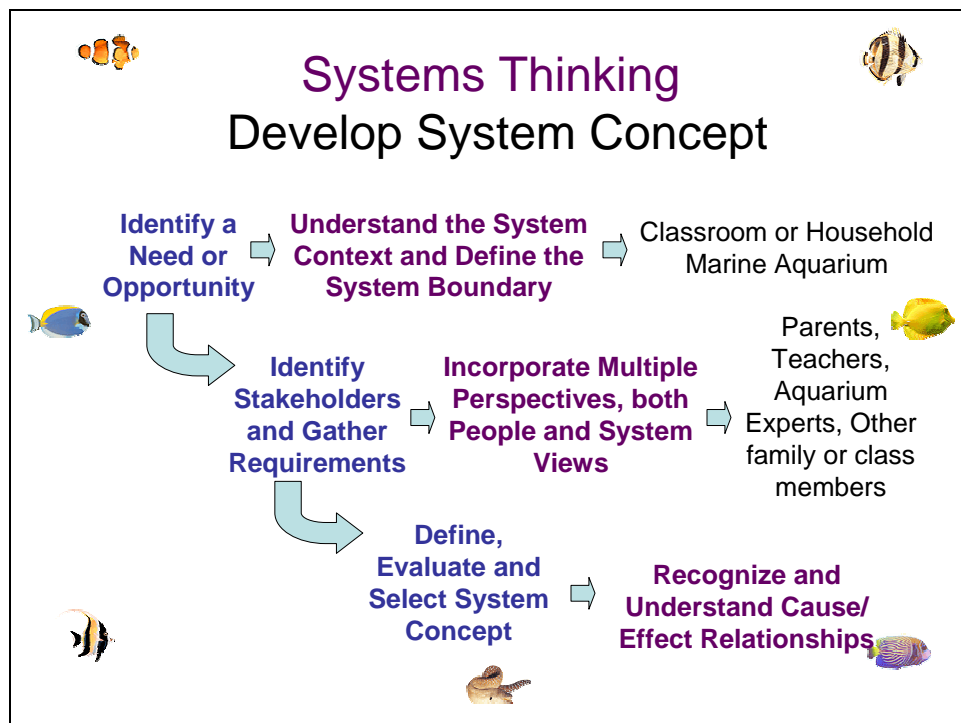 Systems Thinking
Develop System Concept
Identify a
Need or
Opportunity
Understand the System
Context and Define the
System Boundary
Classroom or Household
Marine Aquarium
Identify
Stakeholders
and Gather
Requirements
Incorporate Multiple
Perspectives, both
People and System
Views
Parents,
Teachers,
Aquarium
Experts, Other
family or class
members
Define,
Evaluate and
Select System
Concept
Recognize and
Understand Cause/
Effect Relationships